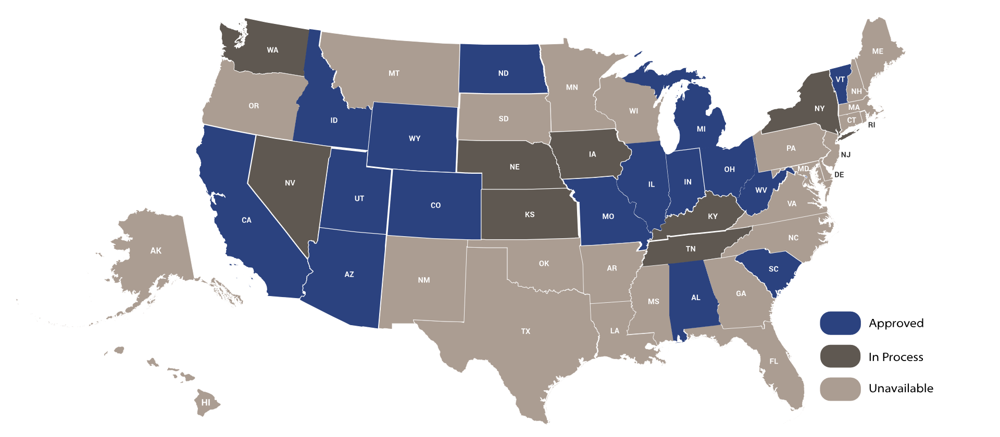 WA
MT
ND
MN
ME
VT
NH
OR
ID
SD
WI
MI
NY
MA
CT
RI
WY
NE
IA
PA
NJ
NV
UT
CO
KS
MO
IL
IN
OH
WV
MD
DE
VA
CA
KY
NC
TN
AK
AZ
NM
OK
AR
SC
MS
AL
GA
TX
LA
FL
HI
Approved
In Process
Unavailable